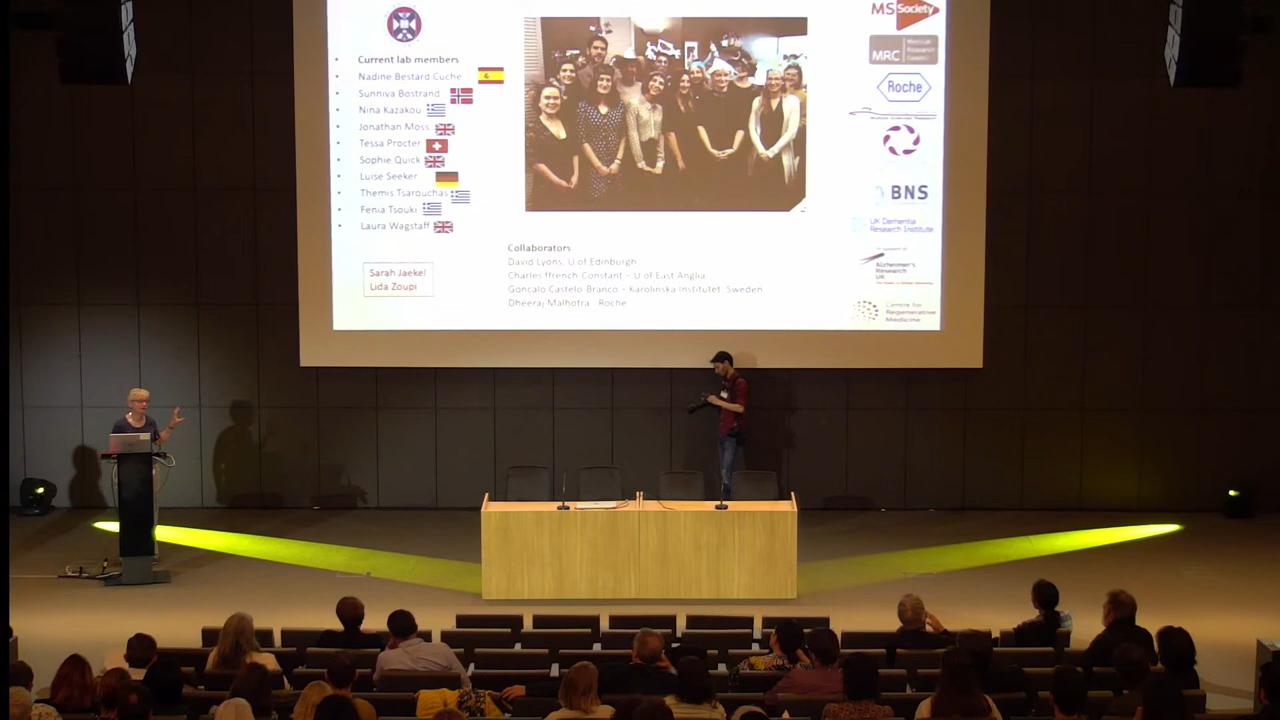 Current lab members
Nadine Bestard Cuche
Sunniva Bostrand
Nina Kazakou
Jonathan Moss
Tessa Procter
Sophie Quick
Luise Seeker
Themis Tsarouchas
Fenia Tsouki
Laura Wagstaff
Sarah Jaekel
Lida Zoupi
Collaborators
David Lyons, U of Edinburgh
Charles ffrench-Constant - U of East Anglia
Goncalo Castelo-Branco - Karolinska Institutet, Sweden
Dheeraj Malhotra Roche
MS Society
MRC
Medical
Research
Council
Roche
BNS
UK Dementia
Research Institute
Alzheimer's
Research
UK
Centre for
Regenerative
Medicine